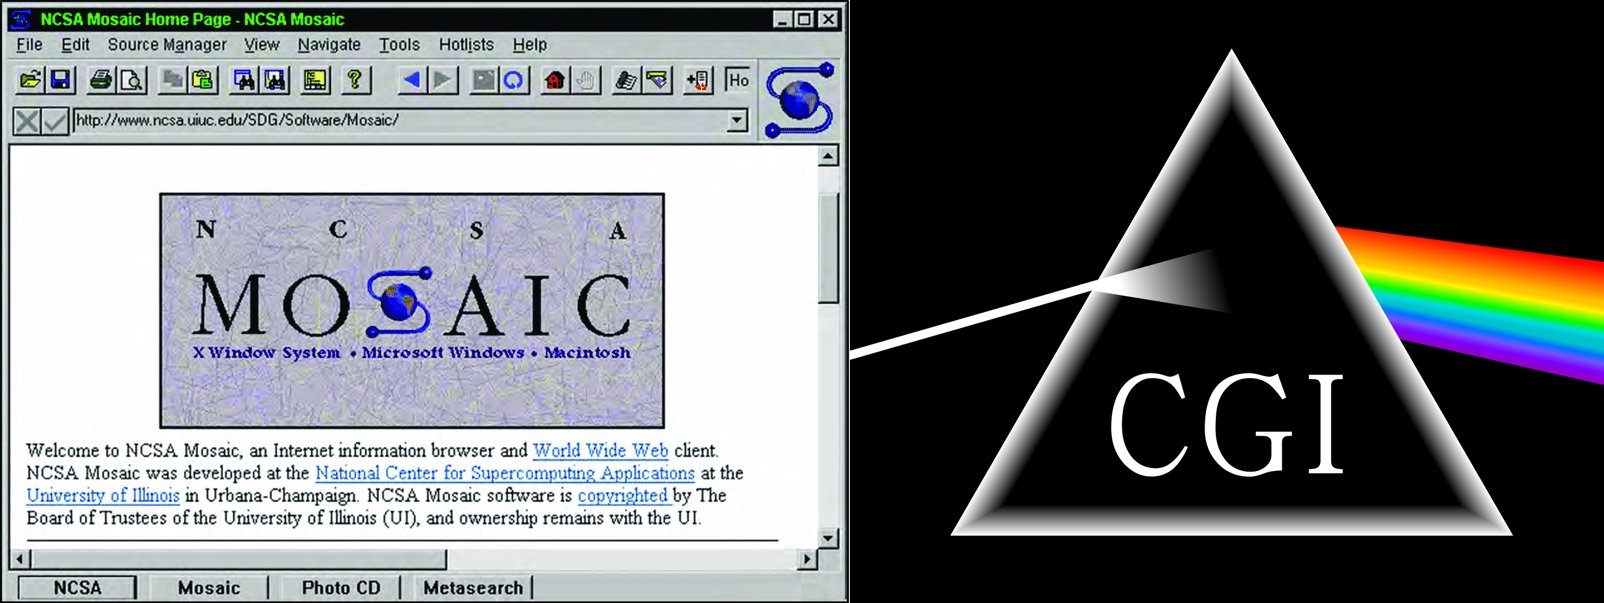 NCSA Mosaic Home Page - NCSA Mosaic
File Edit Source Manager View Navigate Tools Hotlists Help
Ho
http://www.ncsa.uiuc.edu/SDG/Software/Mosaic/
N C S A
MOSAIC
X Window System • Microsoft Windows • Macintosh
Welcome to NCSA Mosaic, an Internet information browser and World Wide Web client.
NCSA Mosaic was developed at the National Center for Supercomputing Applications at the
University of Illinois in Urbana-Champaign. NCSA Mosaic software is copyrighted by The
Board of Trustees of the University of Illinois (UI), and ownership remains with the UI.
NCSA Mosaic Photo CD Metasearch
CGI